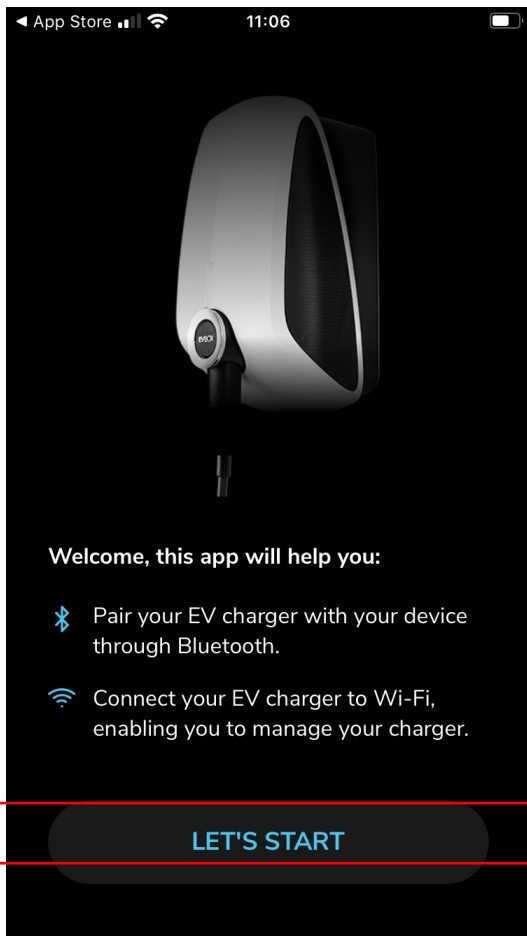 ◀ App Store
11:06
EVBOX
Welcome, this app will help you:
Pair your EV charger with your device
through Bluetooth.
Connect your EV charger to Wi-Fi,
enabling you to manage your charger.
LET'S START